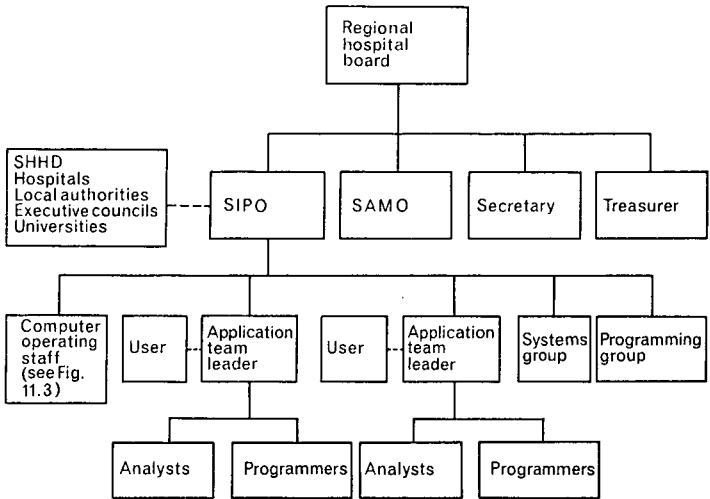 Regional
hospital
board
SHHD
Hospitals
Local authorities
Executive councils
Universities
SIPO
SAMO
Secretary
Treasurer
Computer
operating
staff
(see Fig.
11.3)
User
Application
team
leader
User
Application
team
leader
Systems
group
Programming
group
Analysts
Programmers
Analysts
Programmers